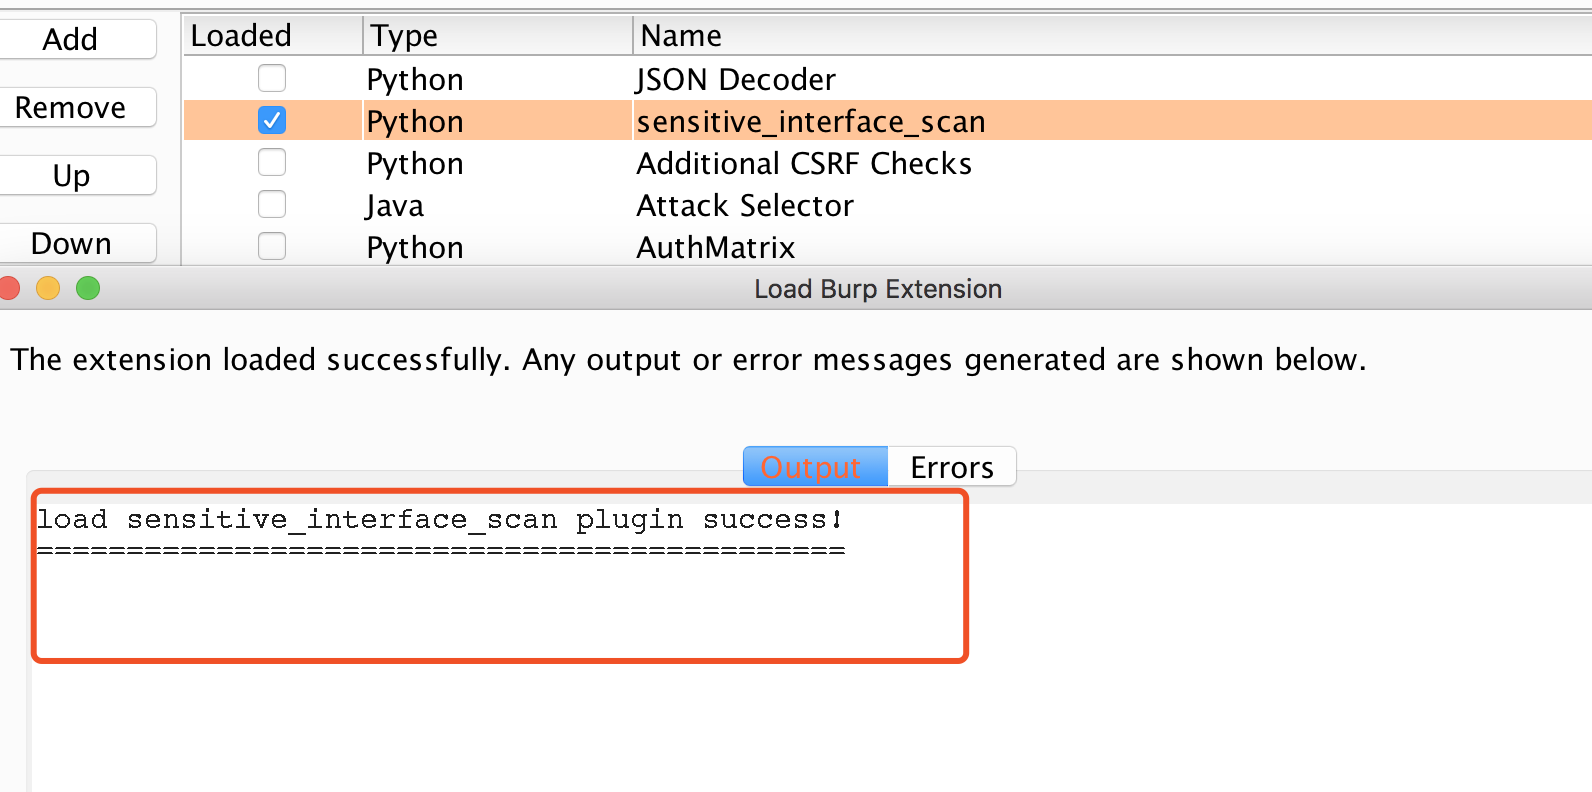 Add
Remove
Up
Down
Loaded Type Name
Python JSON Decoder
Python sensitive_interface_scan
Python Additional CSRF Checks
Java Attack Selector
Python AuthMatrix
Load Burp Extension
The extension loaded successfully. Any output or error messages generated are shown below.
Output Errors
load sensitive_interface_scan plugin success!
=============================================